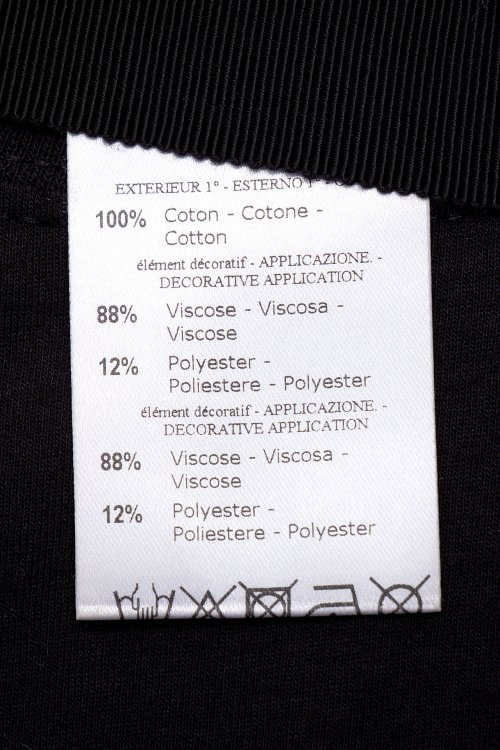 EXTERIEUR 1° - ESTERNO 1°
100% Coton - Cotone -
Cotton
élément décoratif - APPLICAZIONE. -
DECORATIVE APPLICATION
88% Viscose - Viscosa -
Viscose
12% Polyester -
Poliestere - Polyester
élément décoratif - APPLICAZIONE. -
DECORATIVE APPLICATION
88% Viscose - Viscosa -
Viscose
12% Polyester -
Poliestere - Polyester